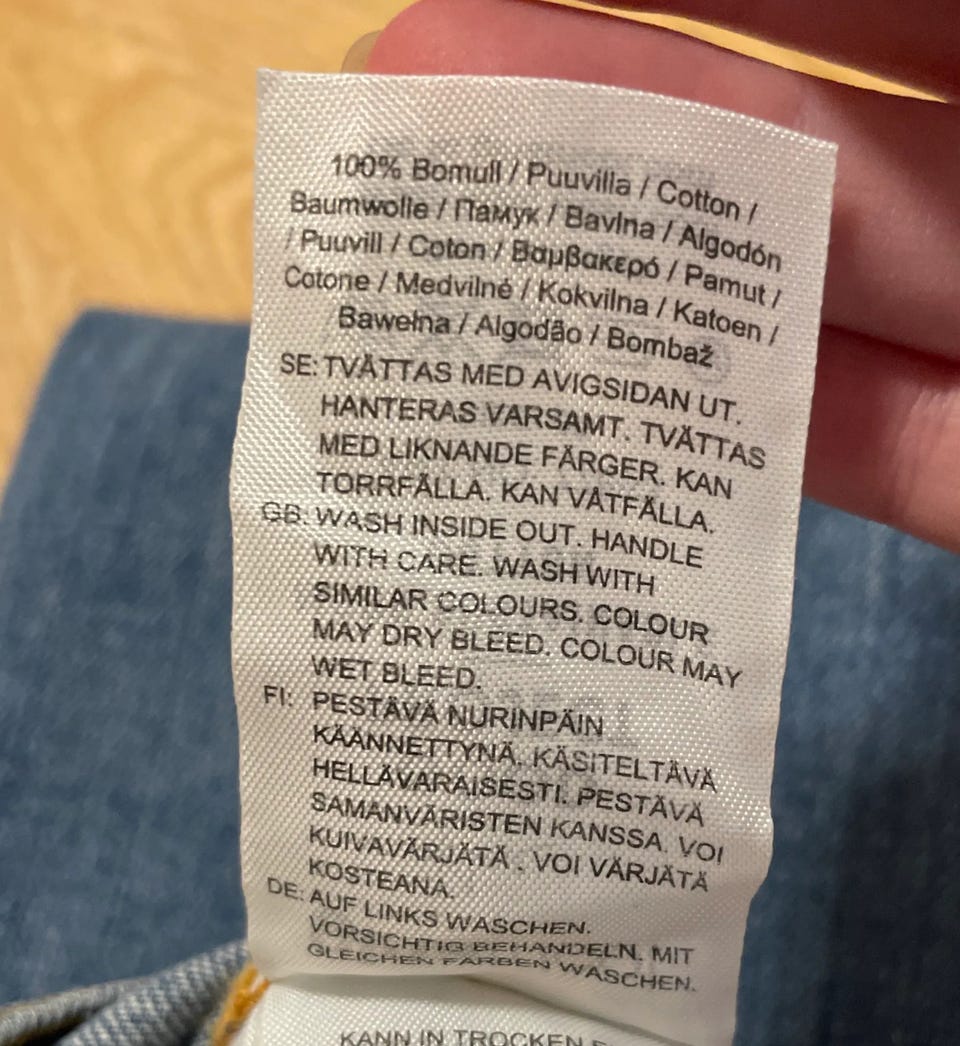 100% Bomull / Puuvilla / Cotton /
Baumwolle / Памук / Bavlna / Algodón
/ Puuvill / Coton / Βαμβακερό / Pamut /
Cotone / Medvilnė / Kokvilna / Katoen /
Bawełna / Algodão / Bombaž
SE: TVÄTTAS MED AVIGSIDAN UT.
HANTERAS VARSAMT. TVÄTTAS
MED LIKNANDE FÄRGER. KAN
TORRFÄLLA. KAN VÅTFÄLLA.
GB: WASH INSIDE OUT. HANDLE
WITH CARE. WASH WITH
SIMILAR COLOURS. COLOUR
MAY DRY BLEED. COLOUR MAY
WET BLEED.
FI: PESTÄVÄ NURINPÄIN
KÄÄNNETTYNÄ. KÄSITELTÄVÄ
HELLÄVARAISESTI. PESTÄVÄ
SAMANVÄRISTEN KANSSA. VOI
KUIVAVÄRJÄTÄ . VOI VÄRJÄTÄ
KOSTEANA.
DE: AUF LINKS WASCHEN.
VORSICHTIG BEHANDELN. MIT
GLEICHEN FARBEN WASCHEN.
KANN IN TROCKEN